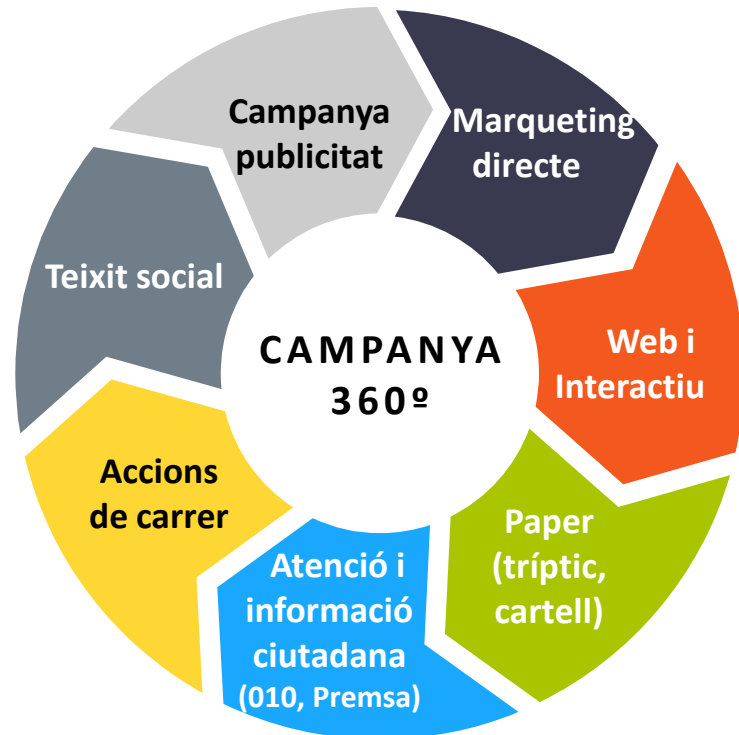 Campanya
publicitat
Marqueting
directe
Teixit social
CAMPANYA
360º
Web i
Interactiu
Accions
de carrer
Paper
(tríptic,
cartell)
Atenció i
informació
ciutadana
(010, Premsa)